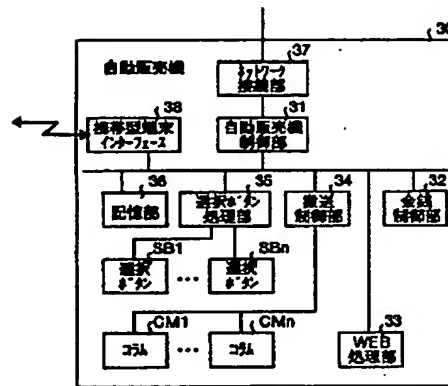 30
自動販売機
37
ネットワーク
接続部
38
携帯型端末
インターフェース
31
自動販売機
制御部
36
記憶部
35
選択ボタン
処理部
34
搬送
制御部
32
金銭
制御部
SB1
選択
ボタン
...
SBn
選択
ボタン
CM1
コラム
...
CMn
コラム
33
WEB
処理部